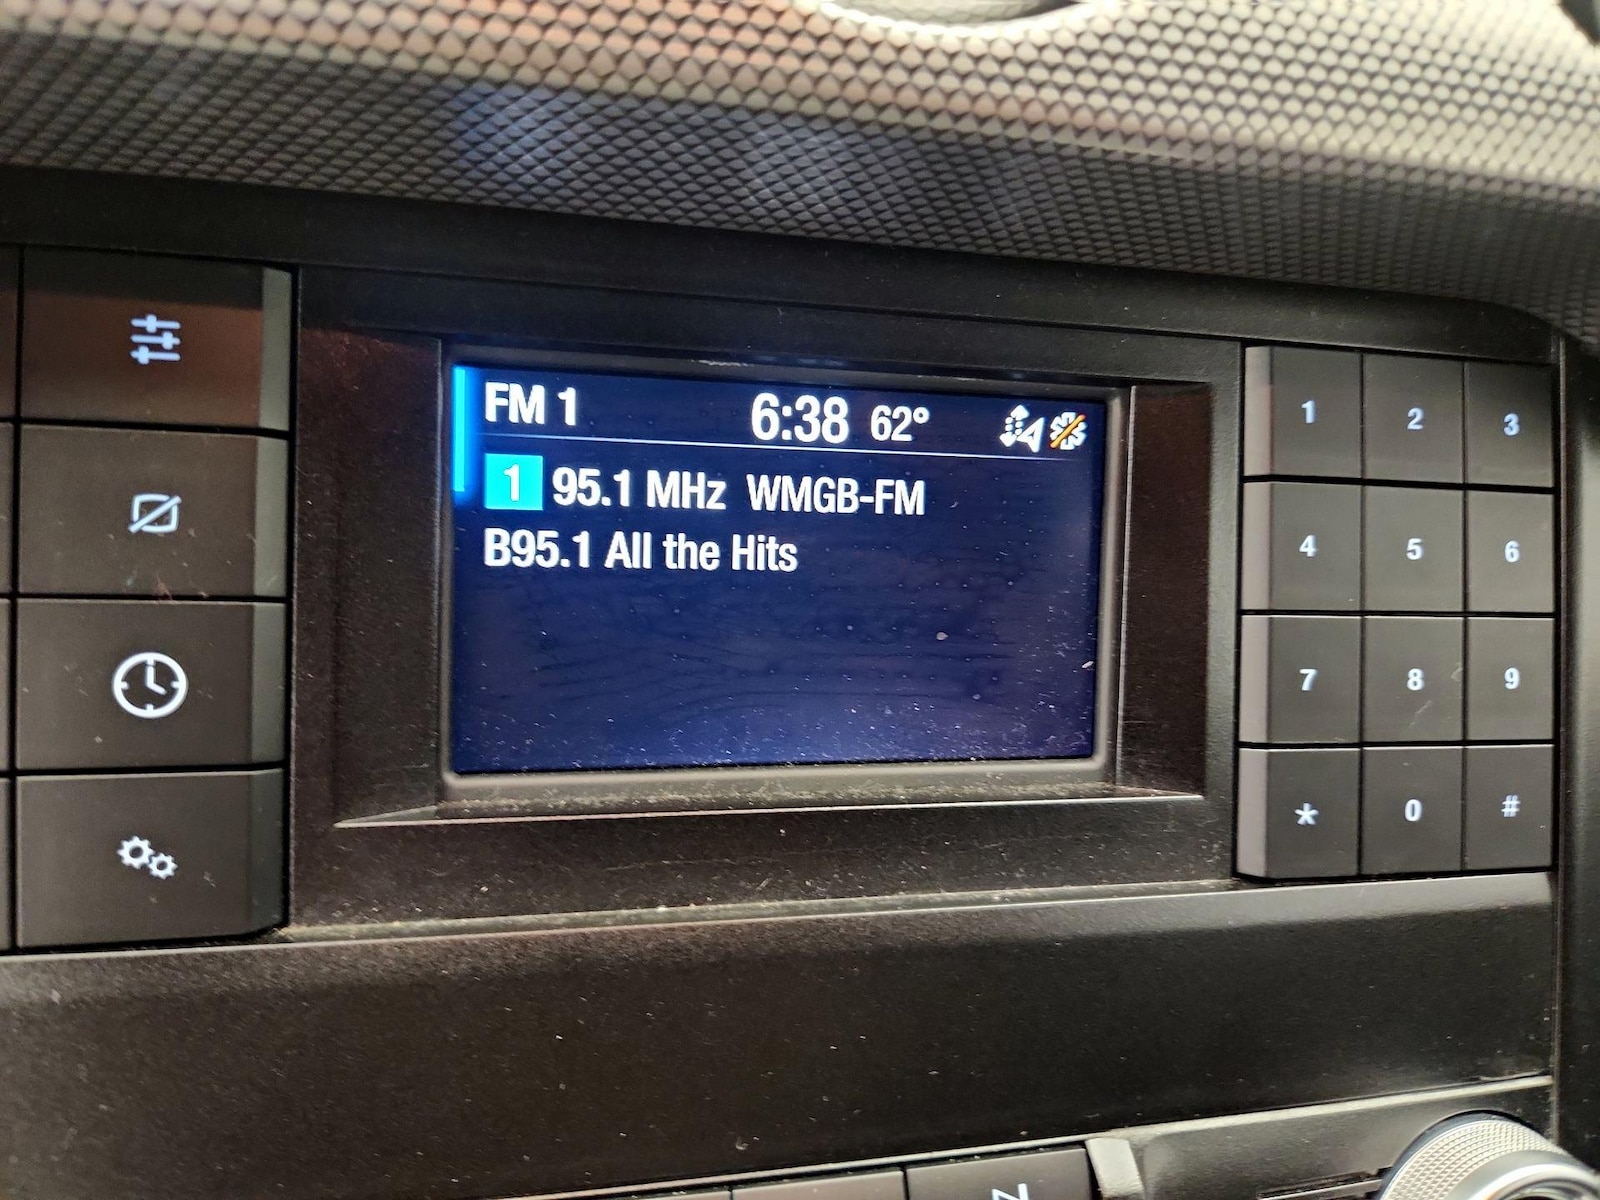 FM 1 6:38 62°
1 95.1 MHz WMGB-FM
B95.1 All the Hits
1 2 3
4 5 6
7 8 9
* 0 #